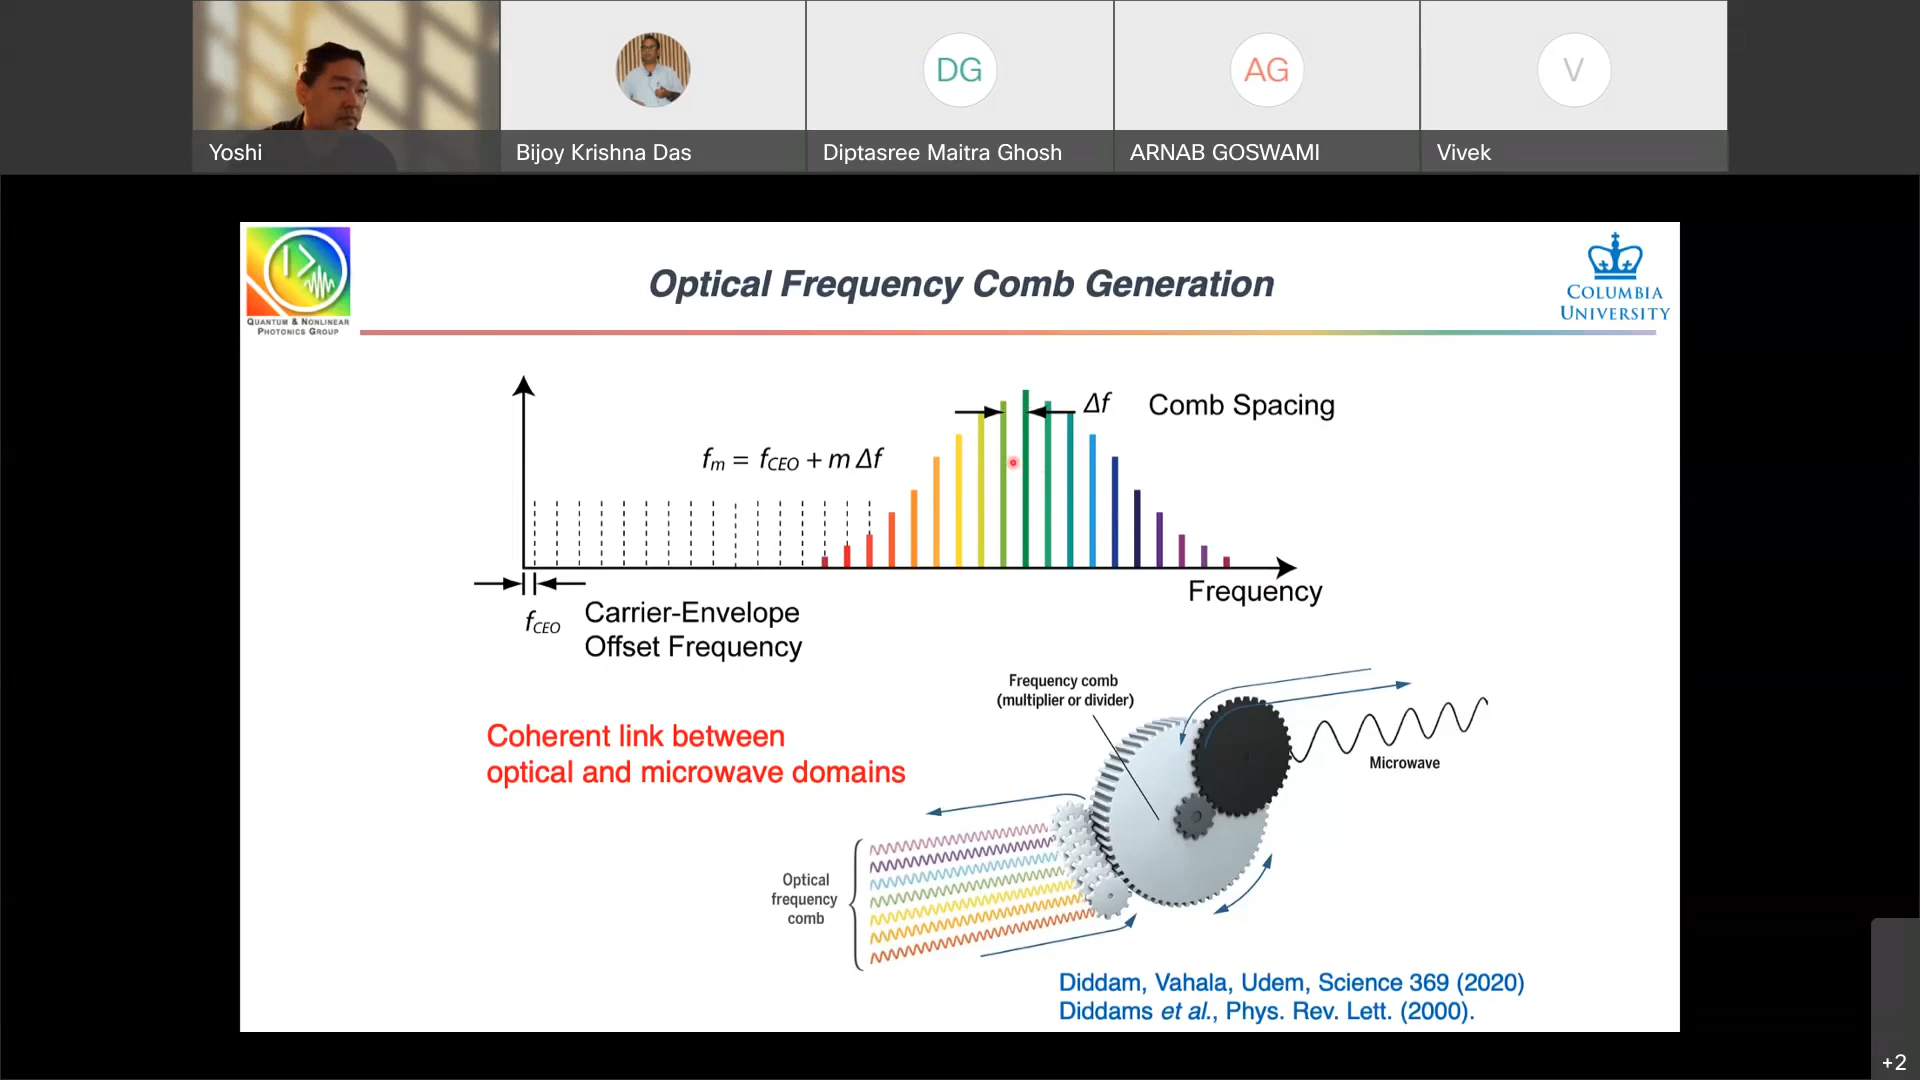 DG
AG
V
Yoshi
Bijoy Krishna Das
Diptasree Maitra Ghosh
ARNAB GOSWAMI
Vivek
QUANTUM & NONLINEAR
PHOTONICS GROUP
Optical Frequency Comb Generation
COLUMBIA
UNIVERSITY
Δf
Comb Spacing
fm = fCEO + m Δf
Frequency
fCEO
Carrier-Envelope
Offset Frequency
Frequency comb
(multiplier or divider)
Coherent link between
optical and microwave domains
Microwave
Optical
frequency
comb
Diddam, Vahala, Udem, Science 369 (2020)
Diddams et al., Phys. Rev. Lett. (2000).
+2